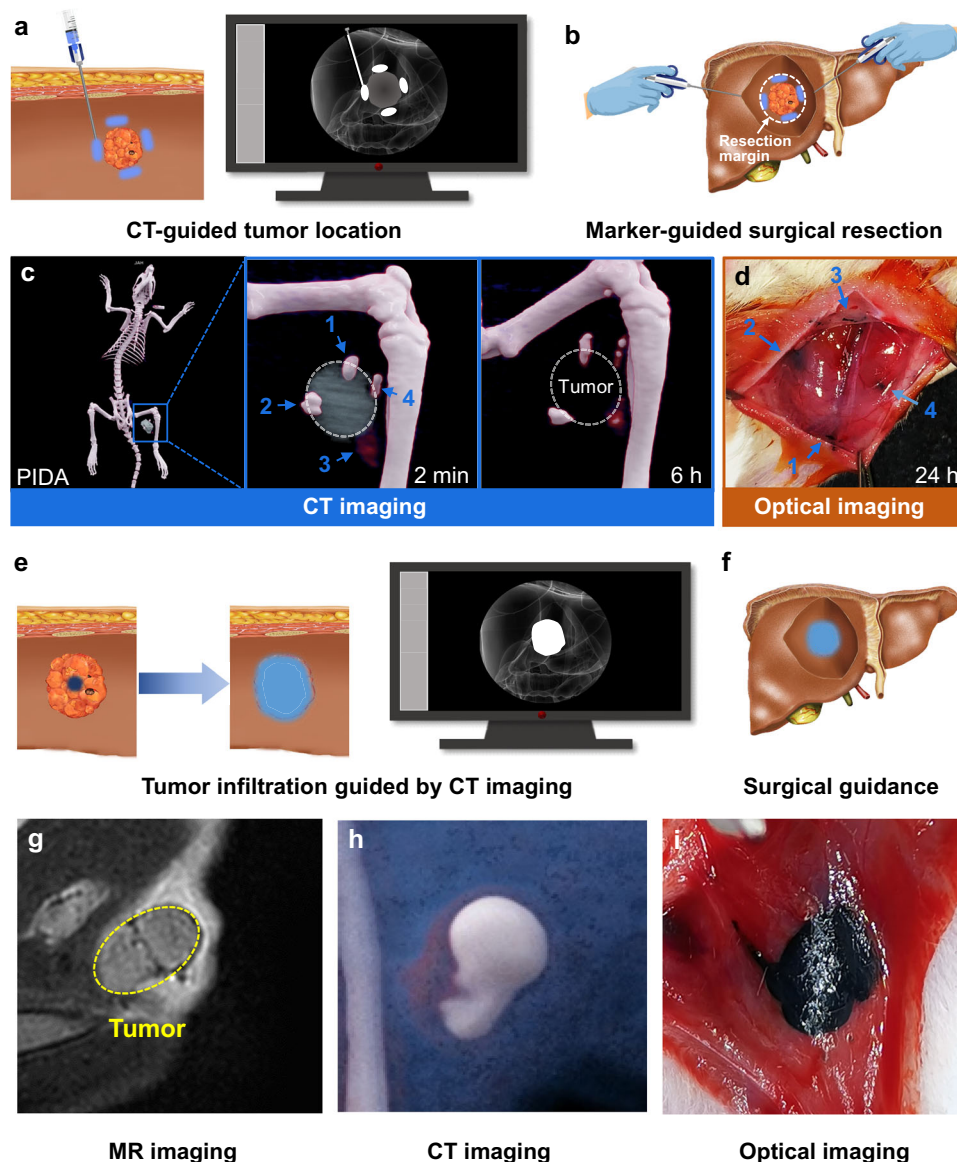 a
b
Resection
margin
CT-guided tumor location
Marker-guided surgical resection
c
PIDA
1
2
3
4
2 min
Tumor
6 h
CT imaging
d
3
2
4
1
24 h
Optical imaging
e
f
Tumor infiltration guided by CT imaging
Surgical guidance
g
Tumor
MR imaging
h
CT imaging
i
Optical imaging